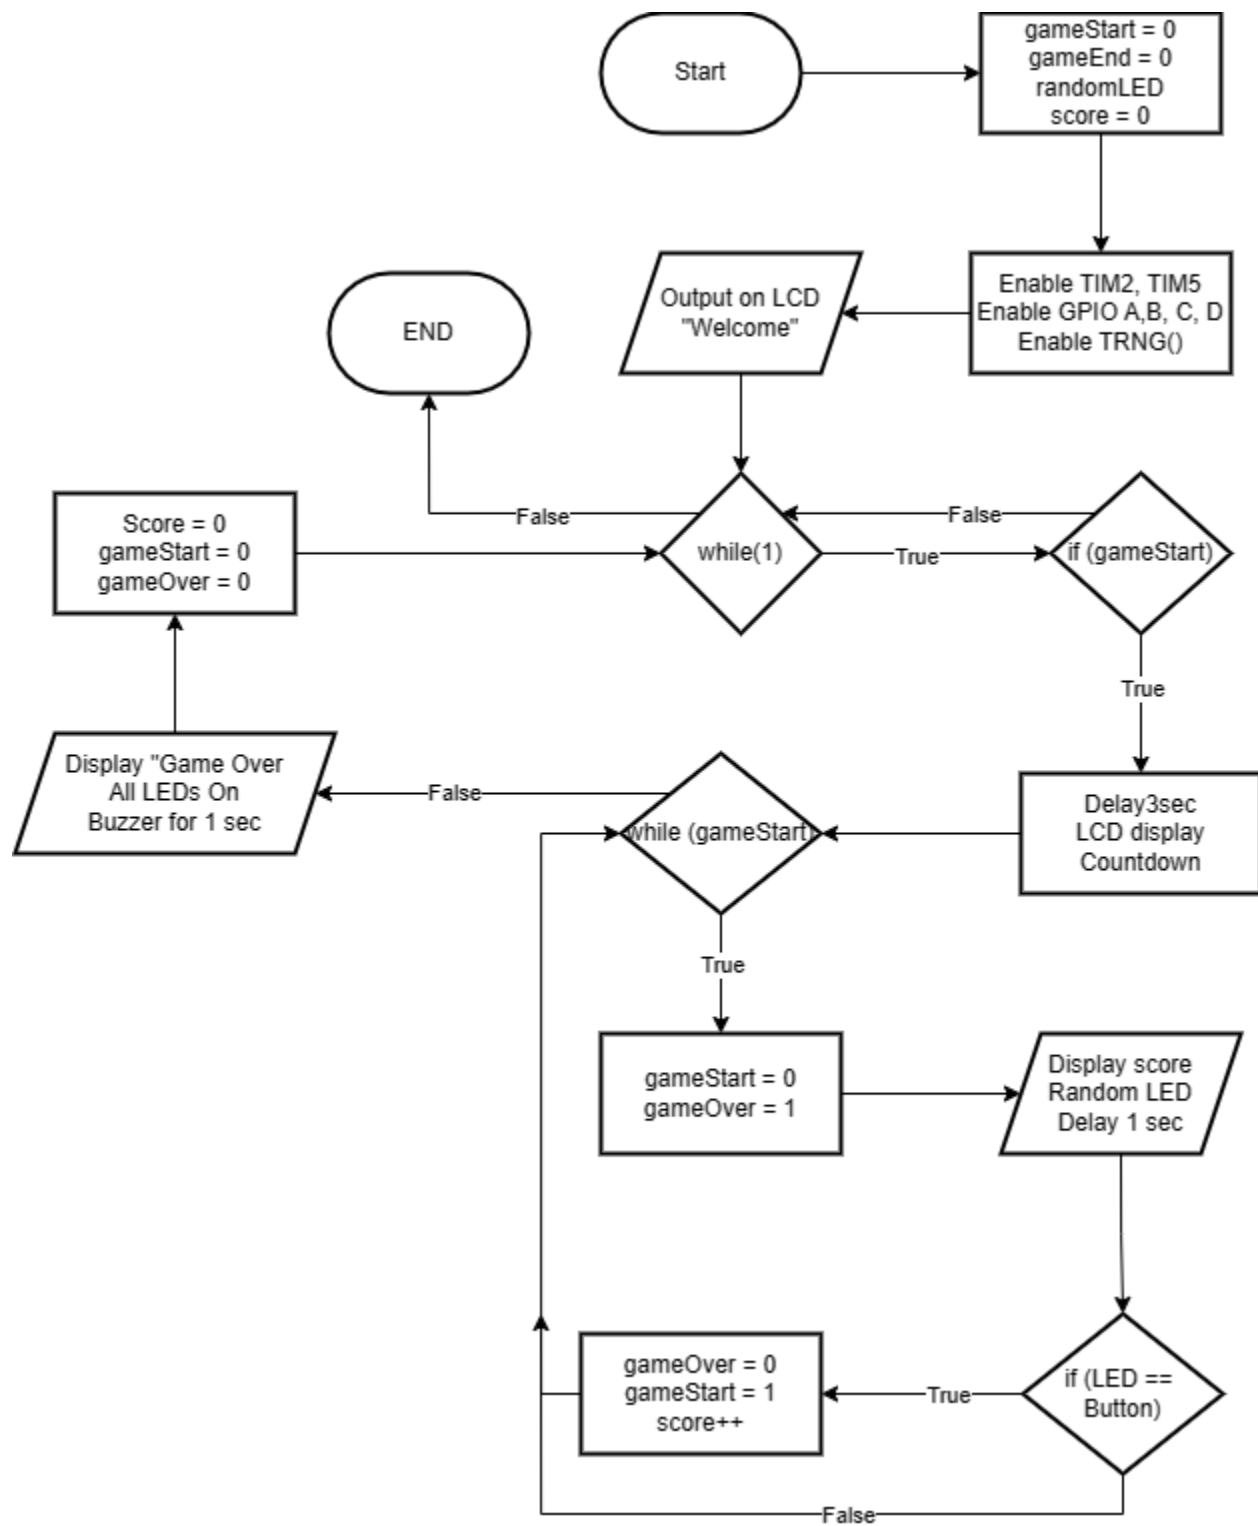 Start
gameStart = 0
gameEnd = 0
randomLED
score = 0
Enable TIM2, TIM5
Enable GPIO A,B, C, D
Enable TRNG()
Output on LCD
"Welcome"
END
while(1)
False
True
False
if (gameStart)
True
Delay3sec
LCD display
Countdown
while (gameStart)
False
Display "Game Over
All LEDs On
Buzzer for 1 sec
Score = 0
gameStart = 0
gameOver = 0
True
gameStart = 0
gameOver = 1
Display score
Random LED
Delay 1 sec
if (LED ==
Button)
True
gameOver = 0
gameStart = 1
score++
False